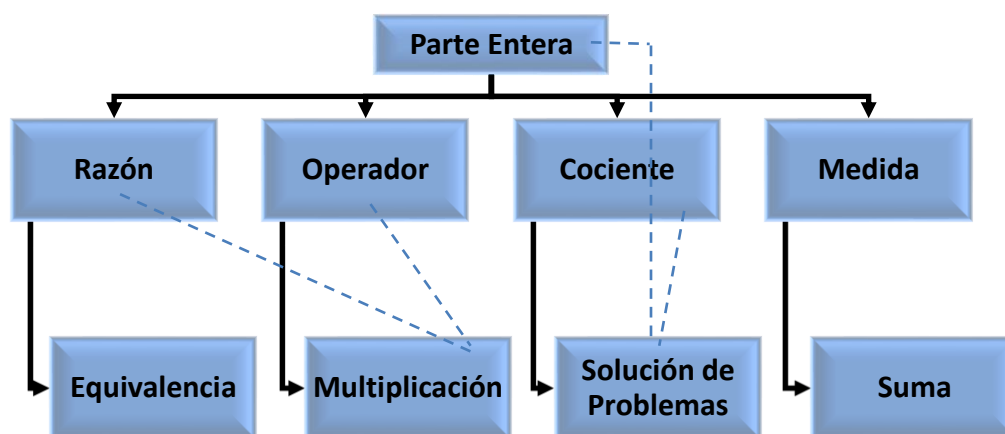 Parte Entera
Razón
Operador
Cociente
Medida
Equivalencia
Multiplicación
Solución de
Problemas
Suma